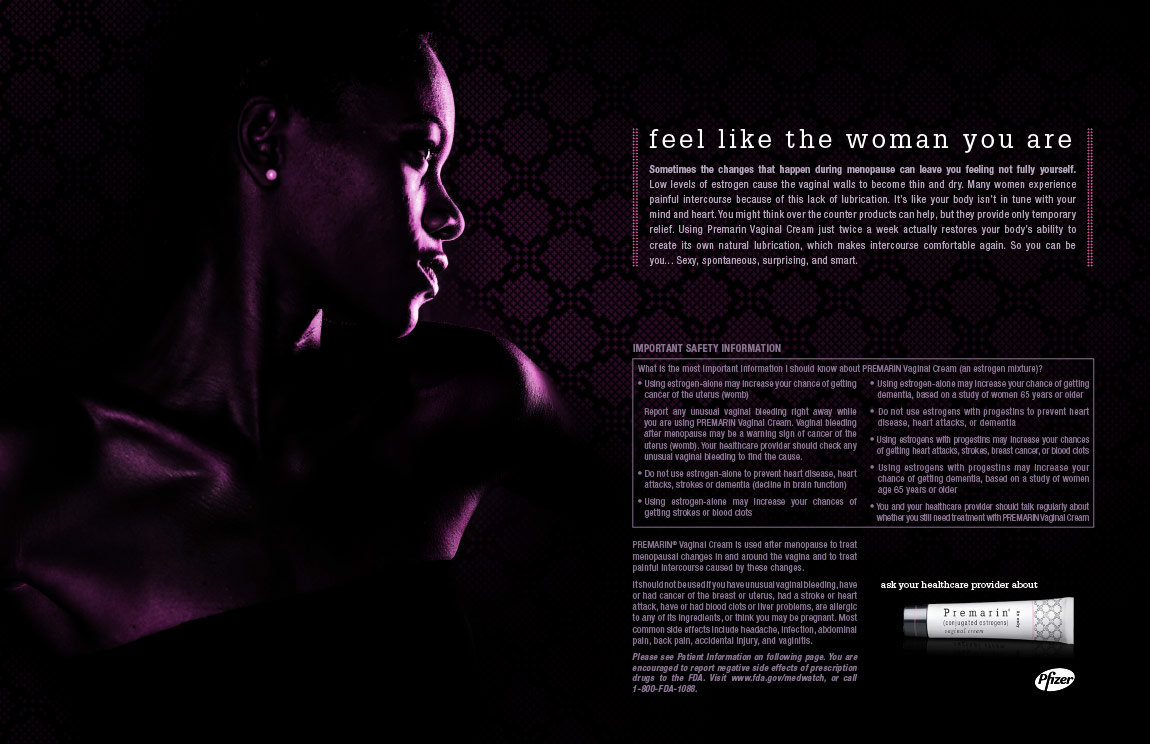 feel like the woman you are
Sometimes the changes that happen during menopause can leave you feeling not fully yourself.
Low levels of estrogen cause the vaginal walls to become thin and dry. Many women experience
painful intercourse because of this lack of lubrication. It's like your body isn't in tune with your
mind and heart. You might think over the counter products can help, but they provide only temporary
relief. Using Premarin Vaginal Cream just twice a week actually restores your body's ability to
create its own natural lubrication, which makes intercourse comfortable again. So you can be
you... Sexy, spontaneous, surprising, and smart.
IMPORTANT SAFETY INFORMATION
What is the most important information I should know about PREMARIN Vaginal Cream (an estrogen mixture)?
• Using estrogen-alone may increase your chance of getting
cancer of the uterus (womb)
Report any unusual vaginal bleeding right away while
you are using PREMARIN Vaginal Cream. Vaginal bleeding
after menopause may be a warning sign of cancer of the
uterus (womb). Your healthcare provider should check any
unusual vaginal bleeding to find the cause.
• Do not use estrogen-alone to prevent heart disease, heart
attacks, strokes or dementia (decline in brain function)
• Using estrogen-alone may increase your chances of
getting strokes or blood clots
• Using estrogen-alone may increase your chance of getting
dementia, based on a study of women 65 years or older
• Do not use estrogens with progestins to prevent heart
disease, heart attacks, or dementia
• Using estrogens with progestins may increase your chances
of getting heart attacks, strokes, breast cancer, or blood clots
• Using estrogens with progestins may increase your
chance of getting dementia, based on a study of women
age 65 years or older
• You and your healthcare provider should talk regularly about
whether you still need treatment with PREMARIN Vaginal Cream
PREMARIN® Vaginal Cream is used after menopause to treat
menopausal changes in and around the vagina and to treat
painful intercourse caused by these changes.
It should not be used if you have unusual vaginal bleeding, have
or had cancer of the breast or uterus, had a stroke or heart
attack, have or had blood clots or liver problems, are allergic
to any of its ingredients, or think you may be pregnant. Most
common side effects include headache, infection, abdominal
pain, back pain, accidental injury, and vaginitis.
Please see Patient Information on following page. You are
encouraged to report negative side effects of prescription
drugs to the FDA. Visit www.fda.gov/medwatch, or call
1-800-FDA-1088.
ask your healthcare provider about
Premarin®
(conjugated estrogens)
vaginal cream
Pfizer